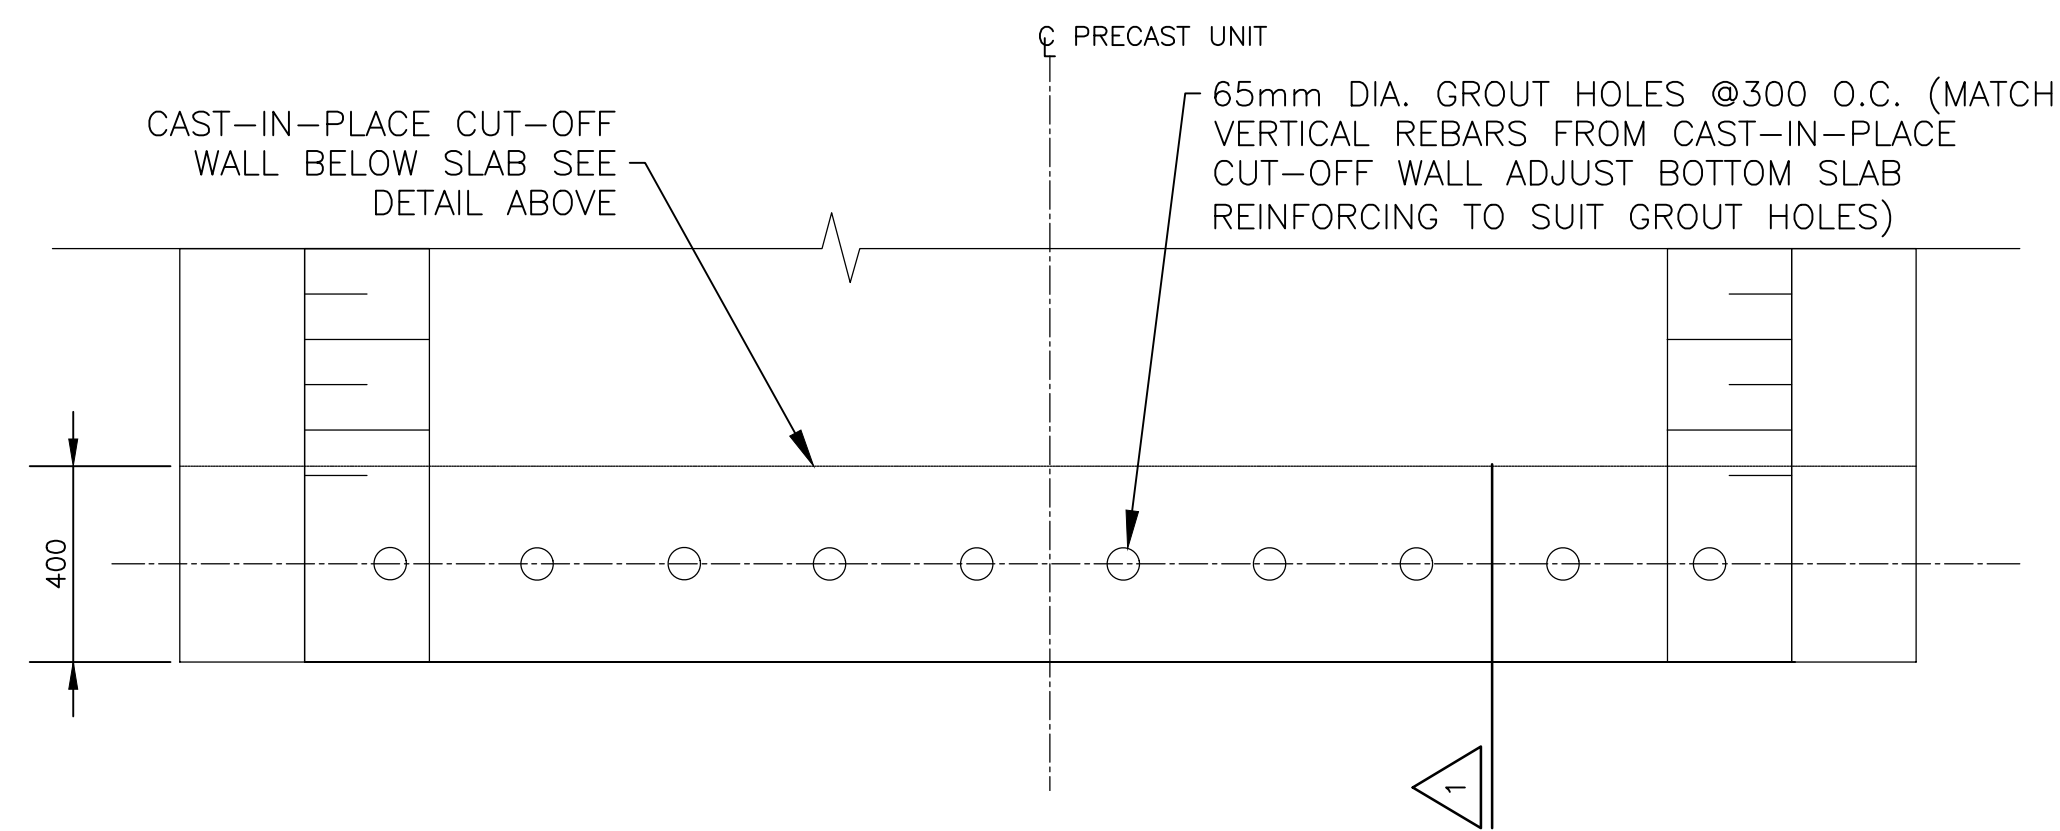 ℄ PRECAST UNIT
CAST-IN-PLACE CUT-OFF
WALL BELOW SLAB SEE
DETAIL ABOVE
65mm DIA. GROUT HOLES @300 O.C. (MATCH
VERTICAL REBARS FROM CAST-IN-PLACE
CUT-OFF WALL ADJUST BOTTOM SLAB
REINFORCING TO SUIT GROUT HOLES)
400
1